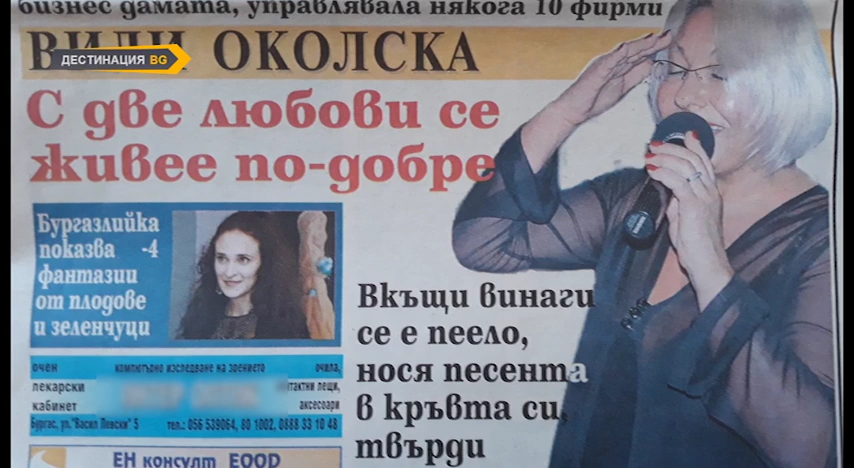 бизнес дамата, управлявала някога 10 фирми
ДЕСТИНАЦИЯ BG
ОКОЛСКА
С две любови се
живее по-добре
Бургазлийка
показва -4
фантазии
от плодове
и зеленчуци
Вкъщи винаги
се е пеело,
нося песента
в кръвта си,
твърди
очен компютърно изследване на зрението очила,
лекарски контактни лещи,
кабинет аксесоари
Бургас, ул."Васил Левски" 5 тел.: 056 539064, 80 1002, 0888 33 10 48
ЕН консулт ЕООД